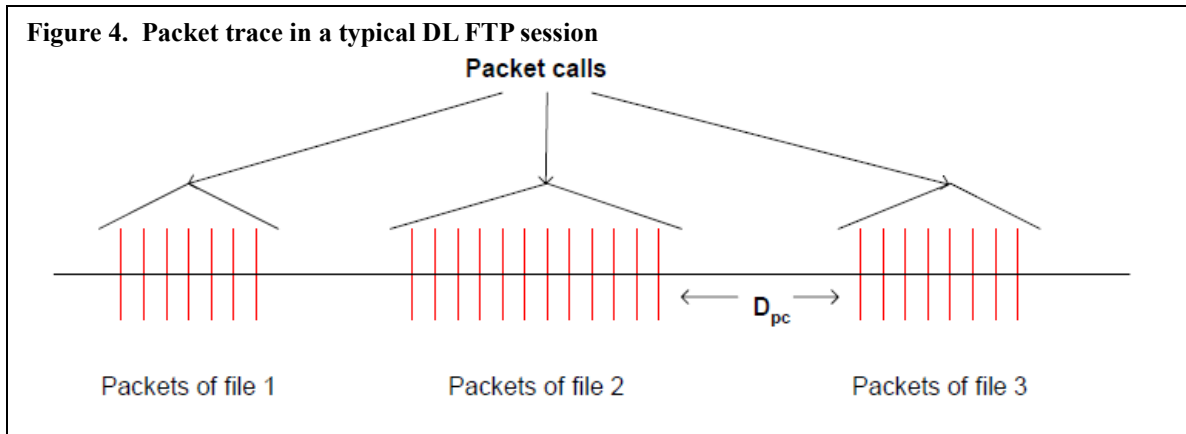 Figure 4. Packet trace in a typical DL FTP session
Packet calls
Dpc
Packets of file 1
Packets of file 2
Packets of file 3